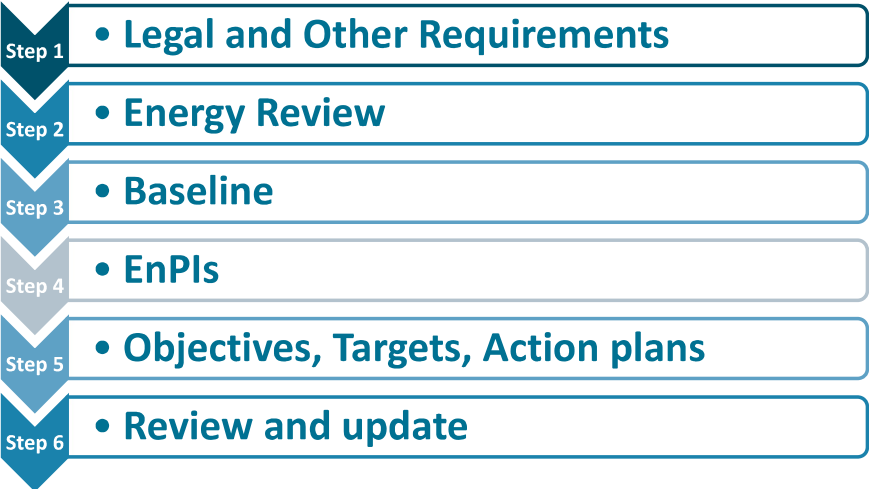 Step 1
• Legal and Other Requirements
Step 2
• Energy Review
Step 3
• Baseline
Step 4
• EnPIs
Step 5
• Objectives, Targets, Action plans
Step 6
• Review and update